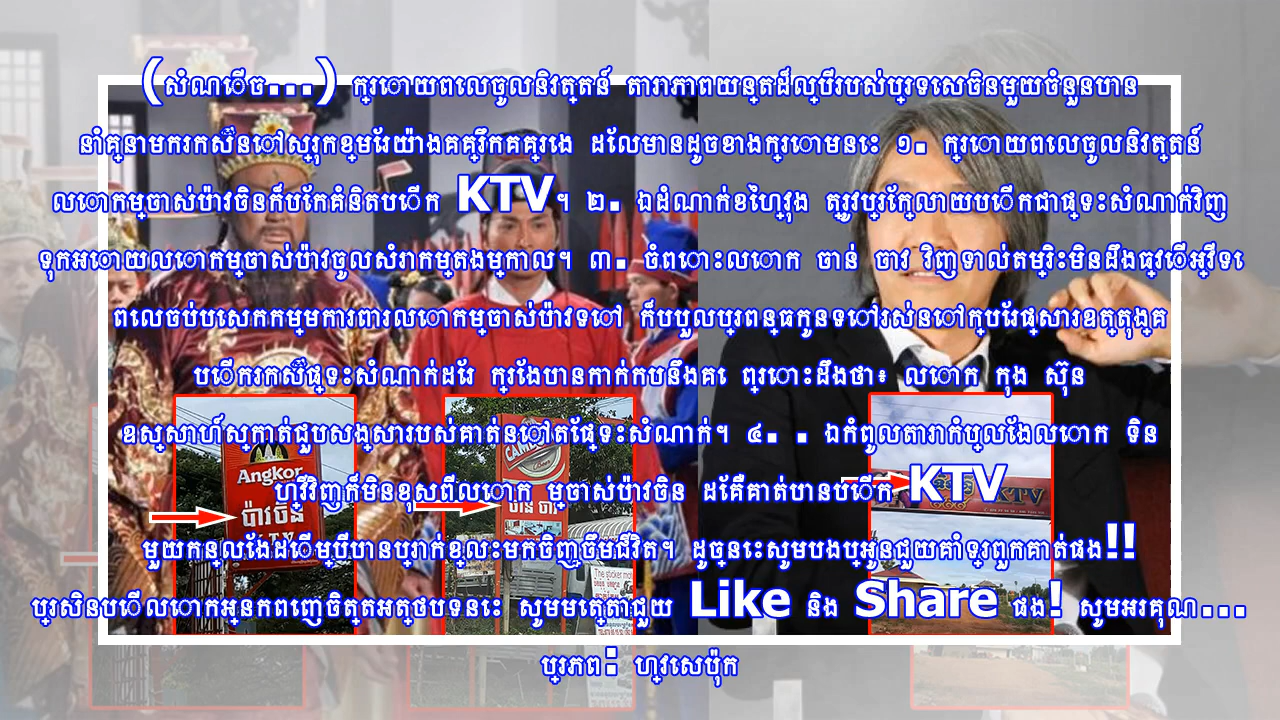 (សំណើច...) ក្រោយពេលចូលនិវត្តន៍ តារាភាពយន្តដ៏ល្បីរបស់ប្រទេសចិនមួយចំនួនបាន
នាំគ្នាមករកស៊ីនៅស្រុកខ្មែរយ៉ាងគគ្រឹកគគ្រេង ដែលមានដូចខាងក្រោមនេះ ១. ក្រោយពេលចូលនិវត្តន៍
លោកម្ចាស់ប៉ាវចិនក៏បែកគំនិតបើក KTV។ ២. ឯដំណាក់ខៃហ្វុង ត្រូវប្រែក្លាយបើកជាផ្ទះសំណាក់វិញ
ទុកអោយលោកម្ចាស់ប៉ាវចូលសំរាកម្តងម្កាល។ ៣. ចំពោះលោក ចាន់ ចាវ វិញទាល់តម្រិះមិនដឹងធ្វើអ្វីទេ
ពេលចប់បេសកកម្មការពារលោកម្ចាស់ប៉ាវទៅ ក៏បបួលប្រពន្ធកូនទៅរស់នៅក្បែរផ្សារឧត្តុង្គ
បើករកស៊ីផ្ទះសំណាក់ដែរ ក្រែងបានកាក់កបនឹងគេ ព្រោះដឹងថា៖ លោក កុង ស៊ុន
ឧស្សាហ៍ស្កាត់ជួបសង្សារបស់គាត់នៅតែផ្ទះសំណាក់។ ៤. . ឯកំពូលតារាកំប្លែងលោក ទិន
ហ្វីវិញក៏មិនខុសពីលោក ម្ចាស់ប៉ាវចិន ដែគឺគាត់បានបើក KTV
មួយកន្លែងដើម្បីបានប្រាក់ខ្លះមកចិញ្ចឹមជីវិត។ ដូច្នេះសូមបងប្អូនជួយគាំទ្រពួកគាត់ផង!!
ប្រសិនបើលោកអ្នកពេញចិត្តអត្ថបទនេះ សូមមេត្តាជួយ Like និង Share ផង! សូមអរគុណ...
ប្រភព: ហ្វេសប៊ុក
Angkor
ប៉ាវចិន
KTV
CAMBODIA
ចាន់ ចាវ
KTV
The sticker